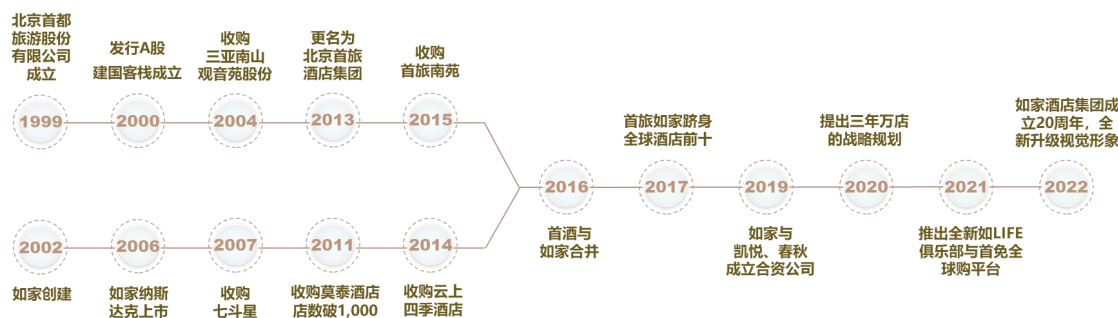 北京首都
旅游股份
有限公司
成立
1999
发行A股
建国客栈成立
2000
收购
三亚南山
观音苑股份
2004
更名为
北京首旅
酒店集团
2013
收购
首旅南苑
2015
2002
如家创建
2006
如家纳斯
达克上市
2007
收购
七斗星
2011
收购莫泰酒店
店数破1,000
2014
收购云上
四季酒店
2016
首酒与
如家合并
首旅如家跻身
全球酒店前十
2017
2019
如家与
凯悦、春秋
成立合资公司
提出三年万店
的战略规划
2020
2021
推出全新如LIFE
俱乐部与首免全
球购平台
如家酒店集团成
立20周年，全
新升级视觉形象
2022